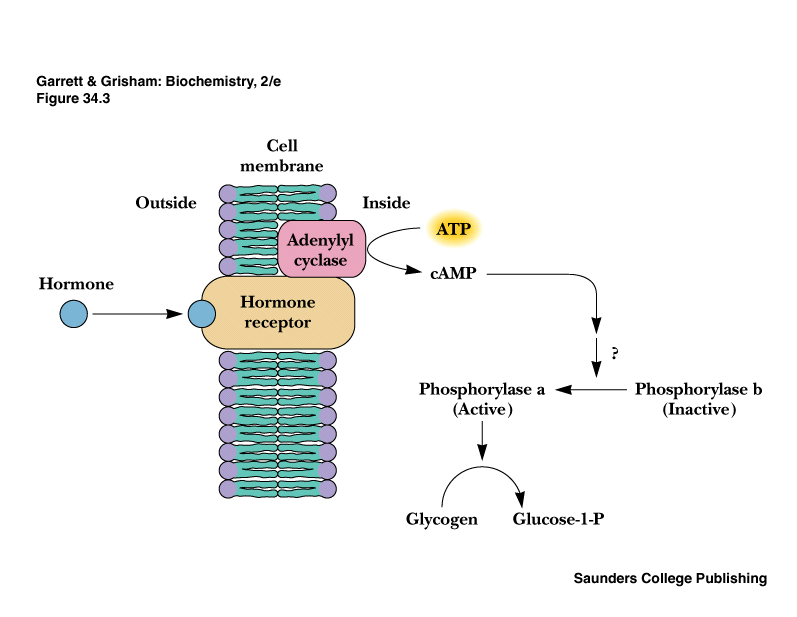 Garrett & Grisham: Biochemistry, 2/e
Figure 34.3
Cell
membrane
Outside
Inside
Adenylyl
cyclase
ATP
cAMP
Hormone
Hormone
receptor
?
Phosphorylase a
(Active)
Phosphorylase b
(Inactive)
Glycogen
Glucose-1-P
Saunders College Publishing